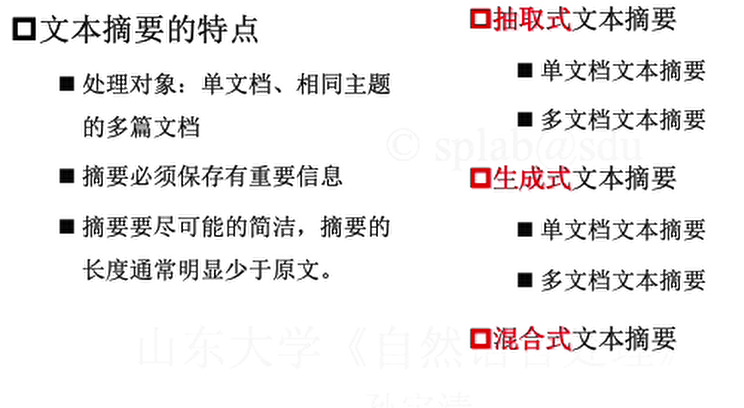 文本摘要的特点
处理对象：单文档、相同主题
的多篇文档
摘要必须保存有重要信息
摘要要尽可能的简洁，摘要的
长度通常明显少于原文。
抽取式文本摘要
单文档文本摘要
多文档文本摘要
生成式文本摘要
单文档文本摘要
多文档文本摘要
混合式文本摘要
© splab@sdu
山东大学《自然语言处理》